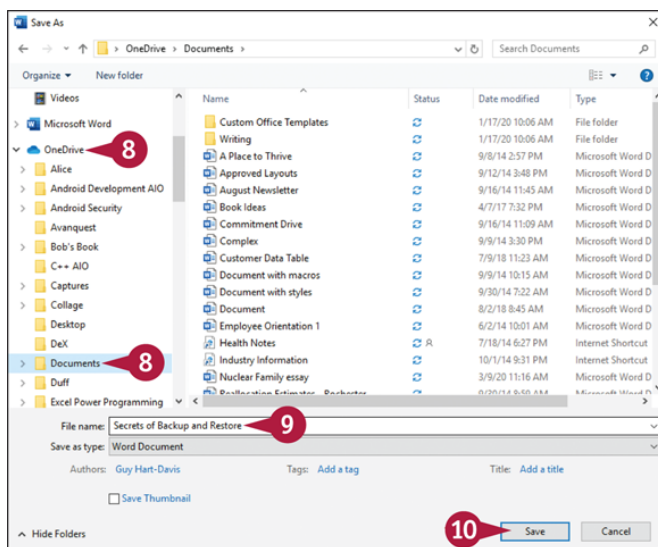 Save As
> OneDrive > Documents >
Search Documents
Organize New folder
Videos
Microsoft Word
OneDrive 8
Alice
Android Development AIO
Android Security
Avanquest
Bob's Book
C++ AIO
Captures
Collage
Desktop
DeX
Documents 8
Duff
Excel Power Programming
Name Status Date modified Type
Custom Office Templates 1/17/20 10:06 AM File folder
Writing 1/17/20 10:06 AM File folder
A Place to Thrive 9/8/14 2:57 PM Microsoft Word D
Approved Layouts 9/12/14 3:48 PM Microsoft Word D
August Newsletter 9/16/14 11:45 AM Microsoft Word D
Book Ideas 4/7/17 7:32 PM Microsoft Word D
Commitment Drive 9/16/14 11:09 AM Microsoft Word D
Complex 9/9/14 3:30 PM Microsoft Word D
Customer Data Table 7/9/18 11:23 AM Microsoft Word D
Document with macros 9/9/14 10:15 AM Microsoft Word D
Document with styles 9/30/14 7:22 AM Microsoft Word D
Document 8/2/18 8:45 AM Microsoft Word D
Employee Orientation 1 6/2/14 10:01 AM Microsoft Word D
Health Notes 7/18/14 6:27 PM Internet Shortcut
Industry Information 10/1/14 9:31 PM Internet Shortcut
Nuclear Family essay 3/9/20 11:16 AM Microsoft Word D
File name: Secrets of Backup and Restore 9
Save as type: Word Document
Authors: Guy Hart-Davis Tags: Add a tag Title: Add a title
Save Thumbnail
Hide Folders 10 Save Cancel